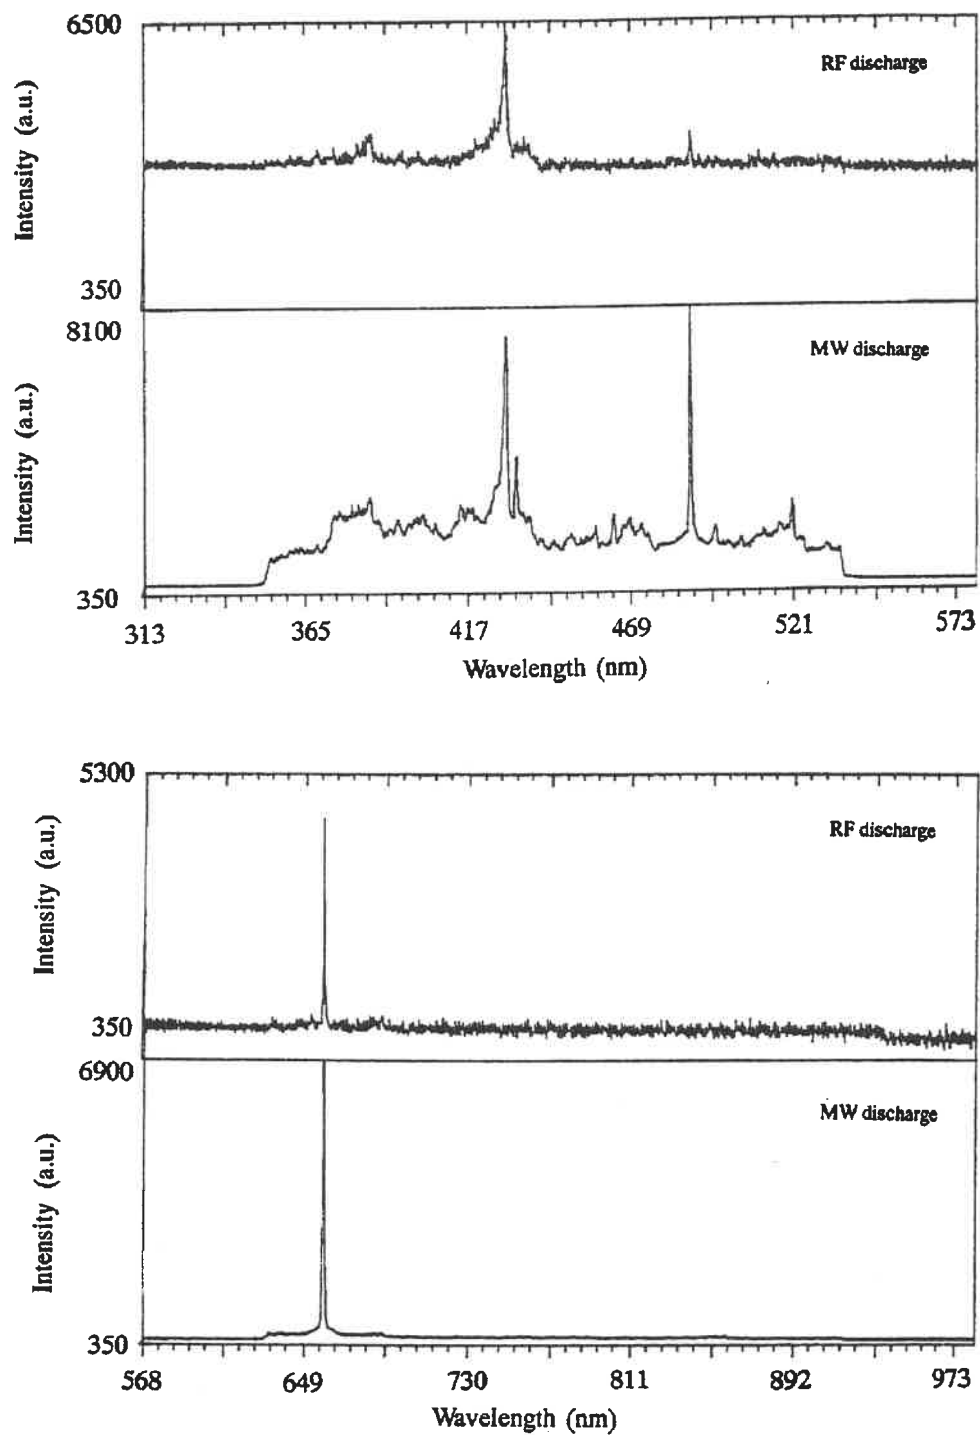 6500
RF discharge
Intensity (a.u.)
350
8100
MW discharge
Intensity (a.u.)
350
313 365 417 469 521 573
Wavelength (nm)
5300
RF discharge
Intensity (a.u.)
350
6900
MW discharge
Intensity (a.u.)
350
568 649 730 811 892 973
Wavelength (nm)